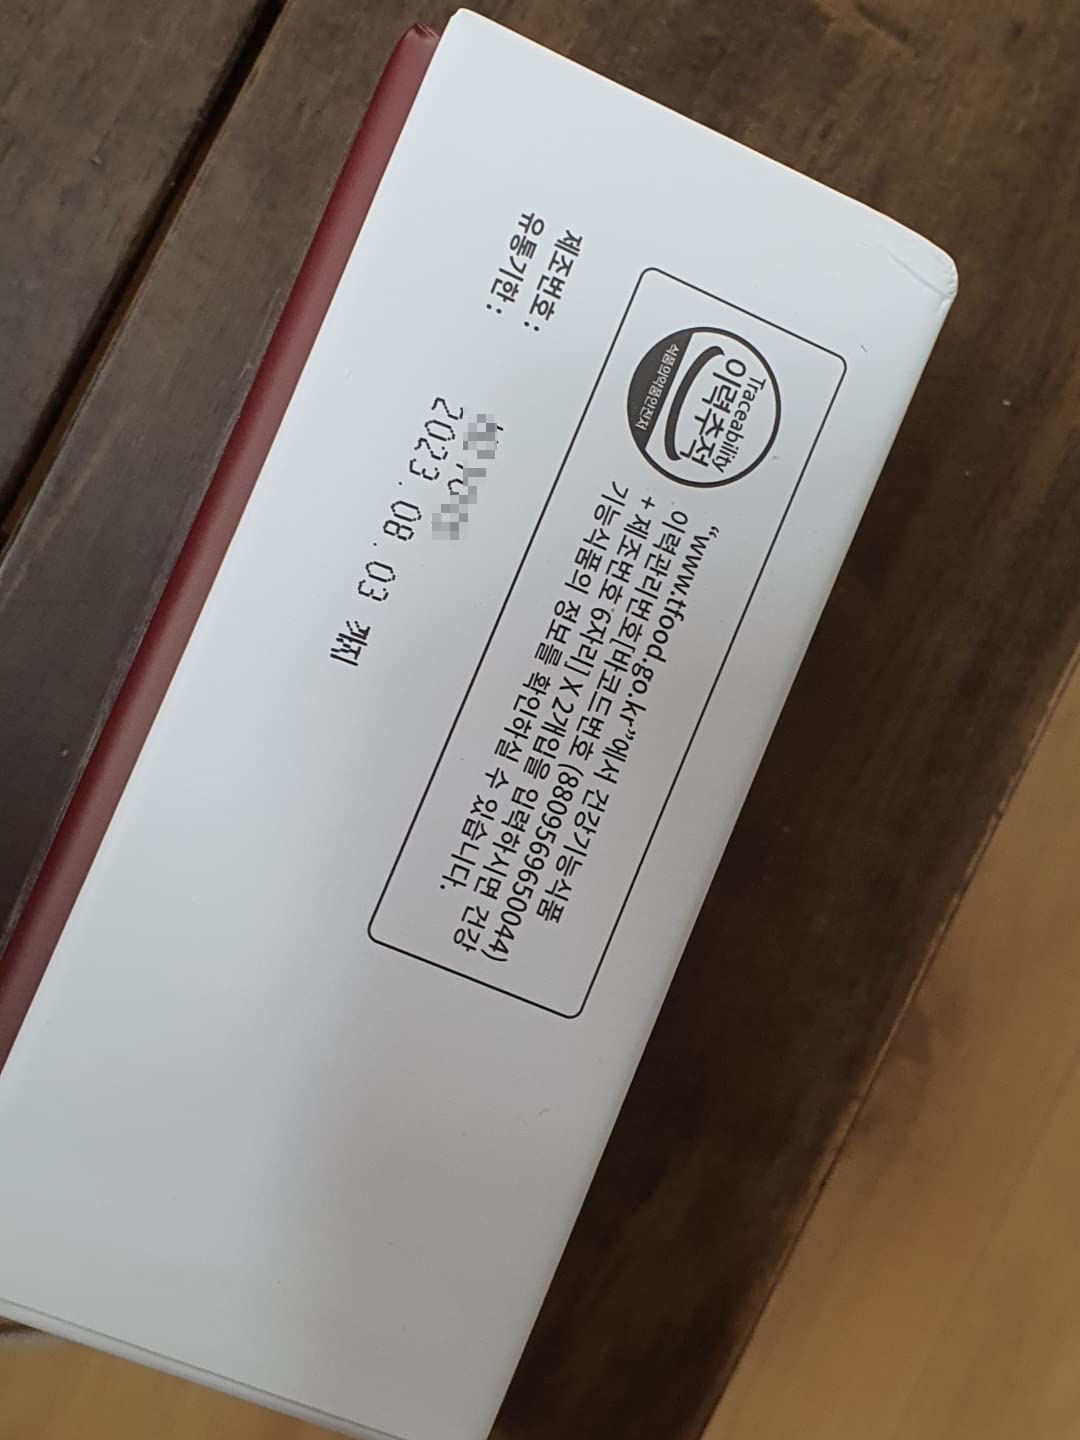 Traceability
이력추적
식품의약품안전처
"www.tfood.go.kr"에서 건강기능식품
이력관리번호[바코드번호 (8809569650044)
+ 제조번호 6자리] X 2개입을 입력하시면 건강
기능식품의 정보를 확인하실 수 있습니다.
제조번호 :
유통기한 :
2023.08.03 까지